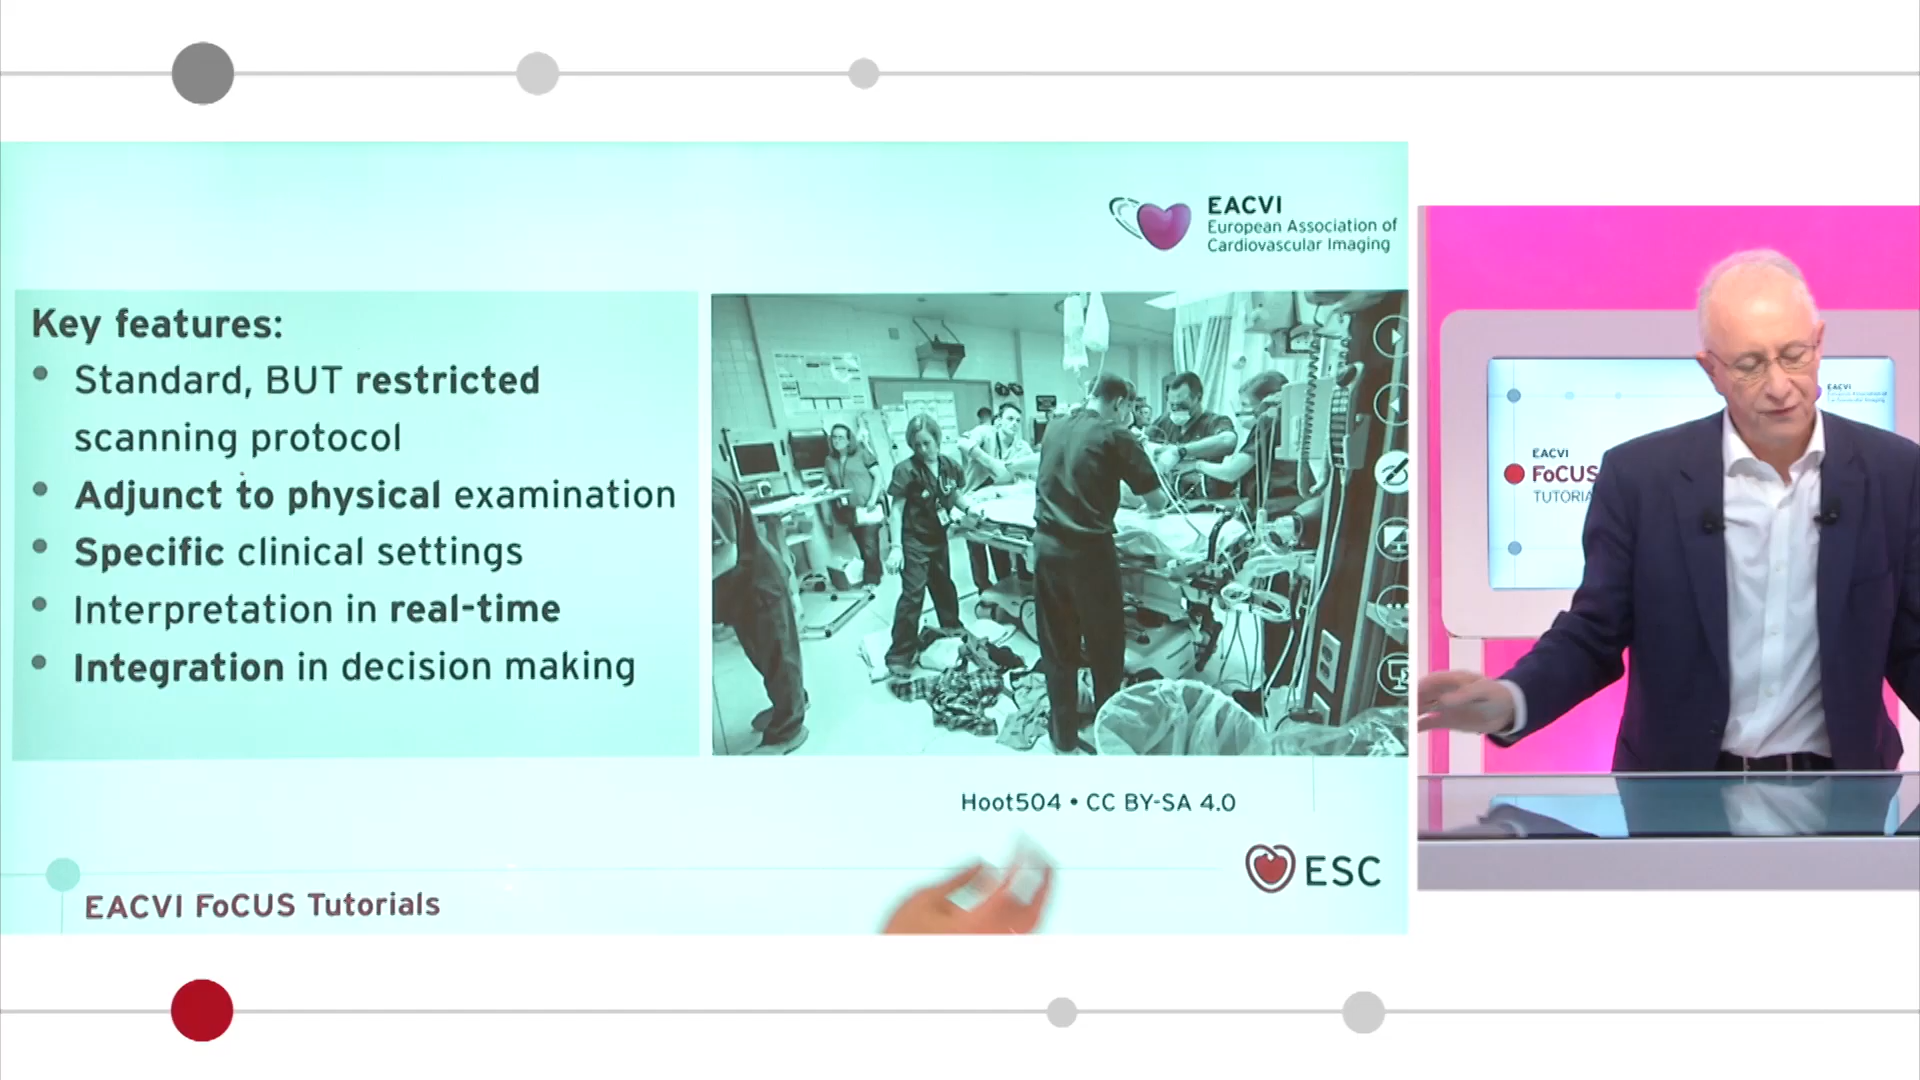 EACVI
European Association of
Cardiovascular Imaging
Key features:
• Standard, BUT restricted
scanning protocol
• Adjunct to physical examination
• Specific clinical settings
• Interpretation in real-time
• Integration in decision making
Hoot504 • CC BY-SA 4.0
ESC
EACVI FoCUS Tutorials
EACVI
EACVI
FoCUS
TUTORIA